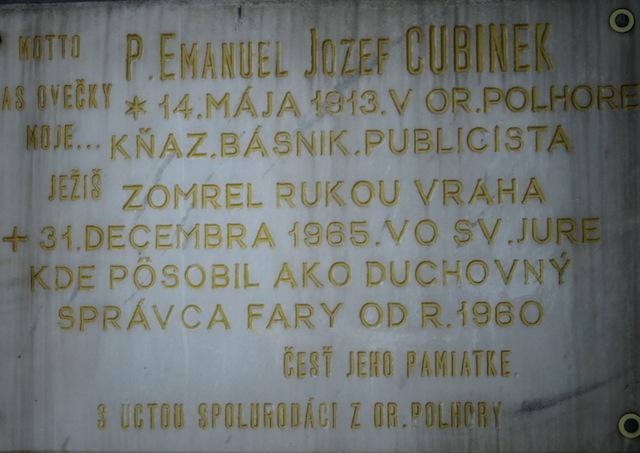 MOTTO
P. EMANUEL JOZEF CUBINEK
AS OVEČKY
* 14. MÁJA 1913. V OR. POLHORE
MOJE...
KŇAZ. BÁSNIK. PUBLICISTA
JEŽIŠ
ZOMREL RUKOU VRAHA
+ 31. DECEMBRA 1965. VO SV. JURE
KDE PÔSOBIL AKO DUCHOVNÝ
SPRÁVCA FARY OD R. 1960
ČESŤ JEHO PAMIATKE.
S ÚCTOU SPOLURODÁCI Z OR. POLHORY